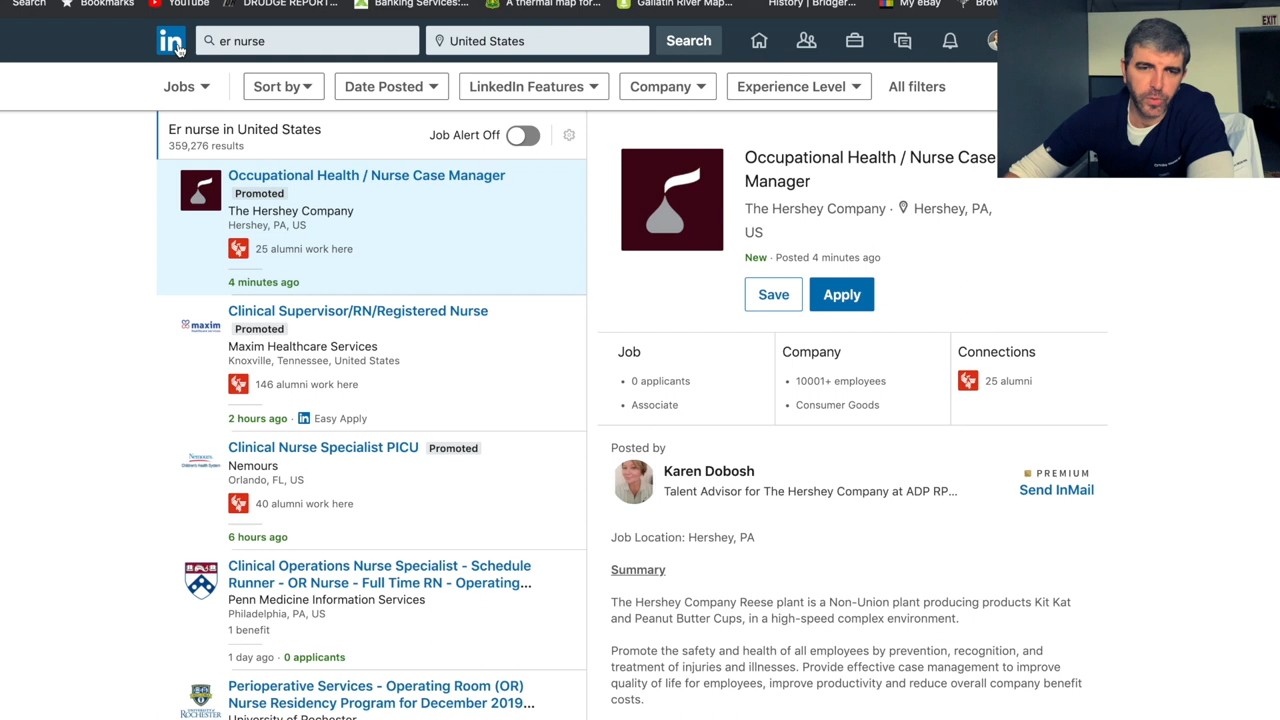 Search Bookmarks YouTube DRUDGE REPORT... Banking Services:... A thermal map for... Gallatin River Map... History | Bridger... My eBay Brow
in er nurse United States Search
EXIT
Jobs Sort by Date Posted LinkedIn Features Company Experience Level All filters
Er nurse in United States
359,276 results
Job Alert Off
Occupational Health / Nurse Case Manager
Promoted
The Hershey Company
Hershey, PA, US
25 alumni work here
4 minutes ago
Clinical Supervisor/RN/Registered Nurse
Promoted
maxim
Maxim Healthcare Services
Knoxville, Tennessee, United States
146 alumni work here
2 hours ago · in Easy Apply
Clinical Nurse Specialist PICU Promoted
Nemours
Nemours
Orlando, FL, US
40 alumni work here
6 hours ago
Clinical Operations Nurse Specialist - Schedule
Runner - OR Nurse - Full Time RN - Operating...
Penn Medicine Information Services
Philadelphia, PA, US
1 benefit
1 day ago · 0 applicants
Perioperative Services - Operating Room (OR)
Nurse Residency Program for December 2019...
University of Rochester
ROCHESTER
Occupational Health / Nurse Case
Manager
The Hershey Company · Hershey, PA,
US
New · Posted 4 minutes ago
Save Apply
Job Company Connections
• 0 applicants • 10001+ employees 25 alumni
• Associate • Consumer Goods
Posted by
Karen Dobosh
Talent Advisor for The Hershey Company at ADP RP...
PREMIUM
Send InMail
Job Location: Hershey, PA
Summary
The Hershey Company Reese plant is a Non-Union plant producing products Kit Kat
and Peanut Butter Cups, in a high-speed complex environment.
Promote the safety and health of all employees by prevention, recognition, and
treatment of injuries and illnesses. Provide effective case management to improve
quality of life for employees, improve productivity and reduce overall company benefit
costs.